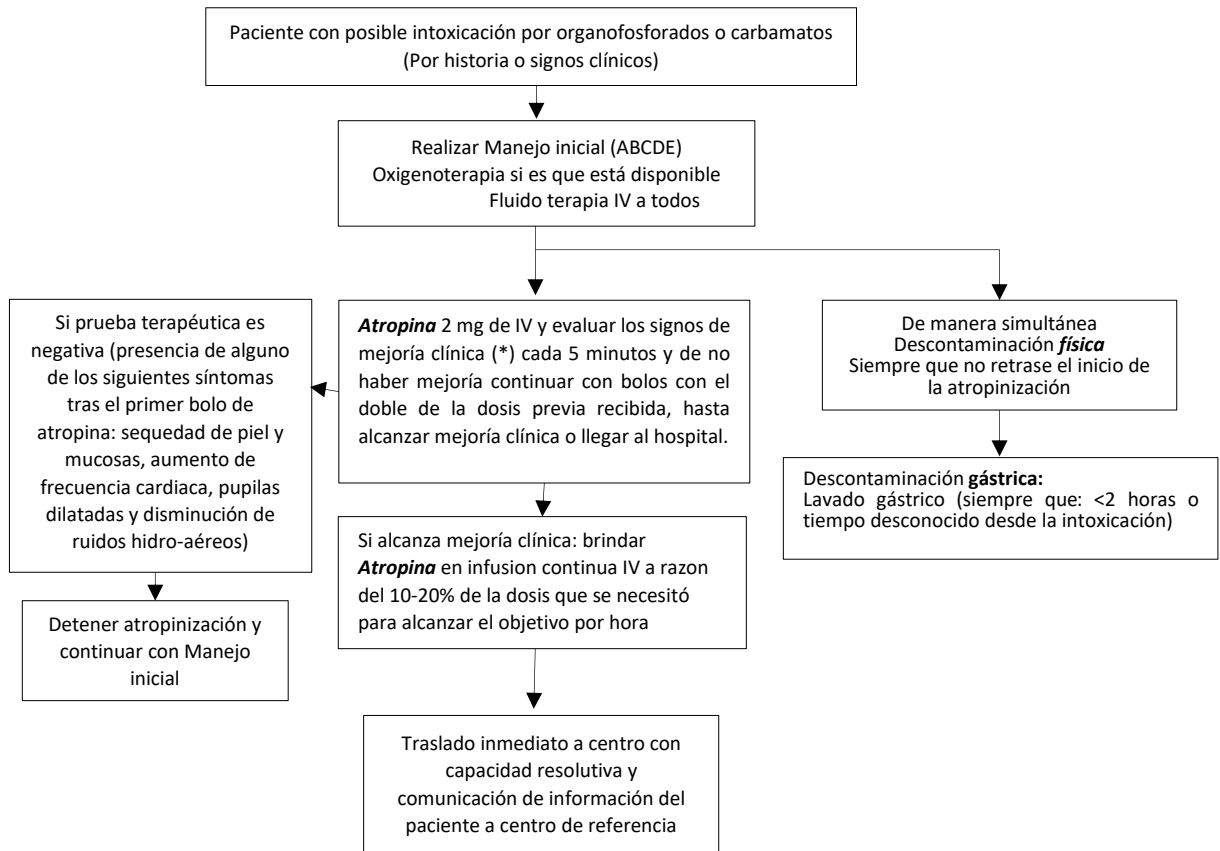 Paciente con posible intoxicación por organofosforados o carbamatos
(Por historia o signos clínicos)
Realizar Manejo inicial (ABCDE)
Oxigenoterapia si es que está disponible
Fluido terapia IV a todos
Si prueba terapéutica es
negativa (presencia de alguno
de los siguientes síntomas
tras el primer bolo de
atropina: sequedad de piel y
mucosas, aumento de
frecuencia cardiaca, pupilas
dilatadas y disminución de
ruidos hidro-aéreos)
Detener atropinización y
continuar con Manejo
inicial
Atropina 2 mg de IV y evaluar los signos de
mejoría clínica (*) cada 5 minutos y de no
haber mejoría continuar con bolos con el
doble de la dosis previa recibida, hasta
alcanzar mejoría clínica o llegar al hospital.
Si alcanza mejoría clínica: brindar
Atropina en infusion continua IV a razon
del 10-20% de la dosis que se necesitó
para alcanzar el objetivo por hora
Traslado inmediato a centro con
capacidad resolutiva y
comunicación de información del
paciente a centro de referencia
De manera simultánea
Descontaminación física
Siempre que no retrase el inicio de
la atropinización
Descontaminación gástrica:
Lavado gástrico (siempre que: <2 horas o
tiempo desconocido desde la intoxicación)